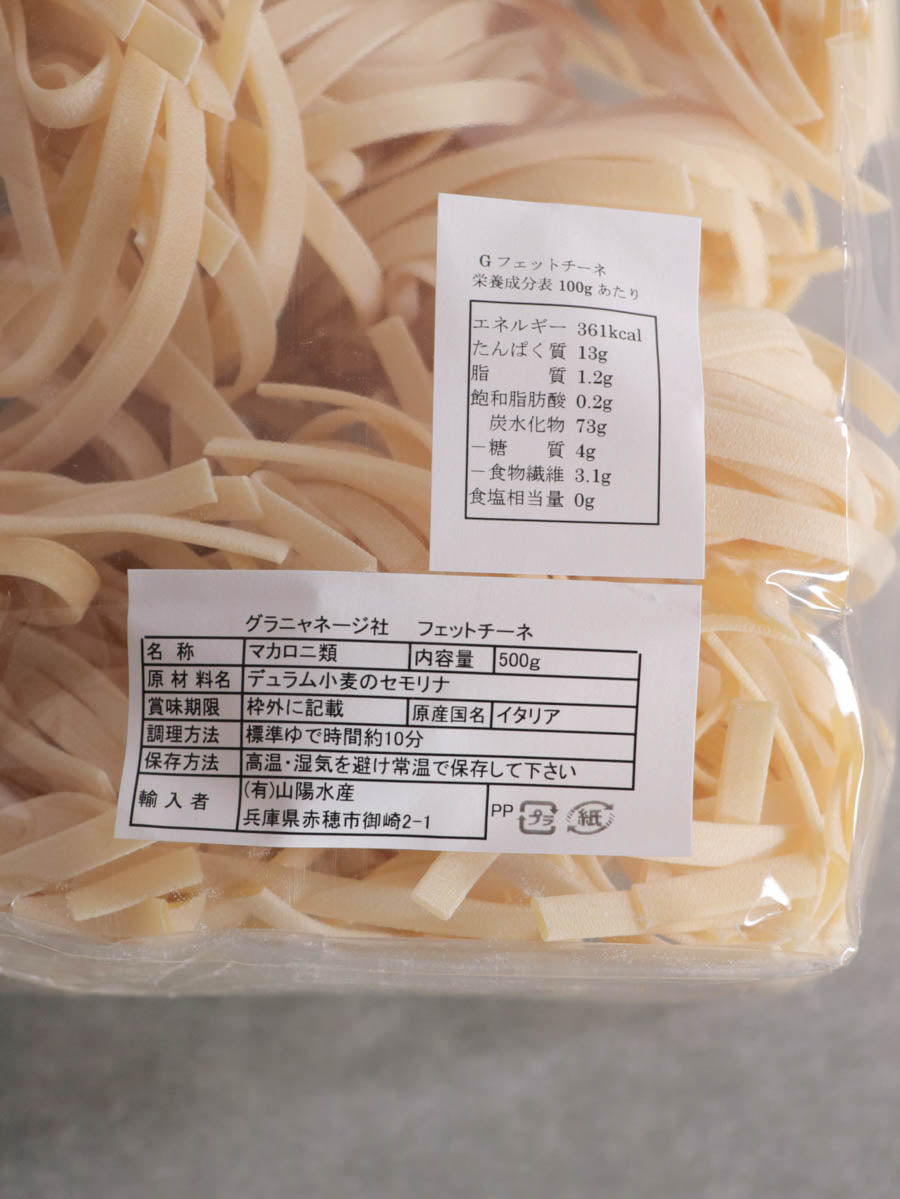 G フェットチーネ
栄養成分表 100g あたり
エネルギー 361kcal
たんぱく質 13g
脂 質 1.2g
飽和脂肪酸 0.2g
炭水化物 73g
－糖 質 4g
－食物繊維 3.1g
食塩相当量 0g
グラニャネージ社 フェットチーネ
名 称 マカロニ類 内容量 500g
原 材 料 名 デュラム小麦のセモリナ
賞味期限 枠外に記載 原産国名 イタリア
調理方法 標準ゆで時間約10分
保存方法 高温・湿気を避け常温で保存して下さい
輸 入 者 (有)山陽水産
兵庫県赤穂市御崎2-1
PP プラ 紙